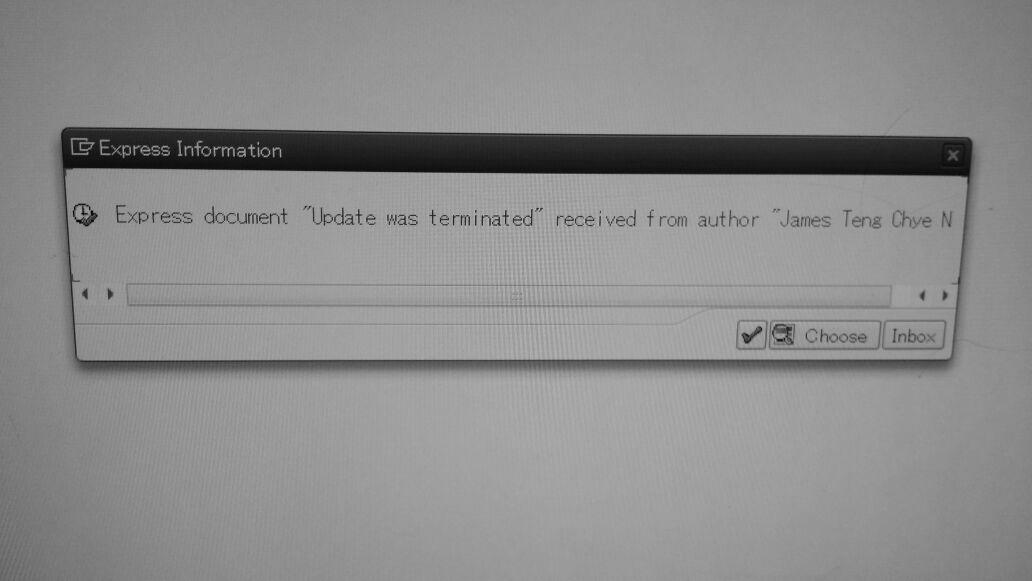 Express Information
Express document "Update was terminated" received from author "James Teng Chye N
Choose Inbox